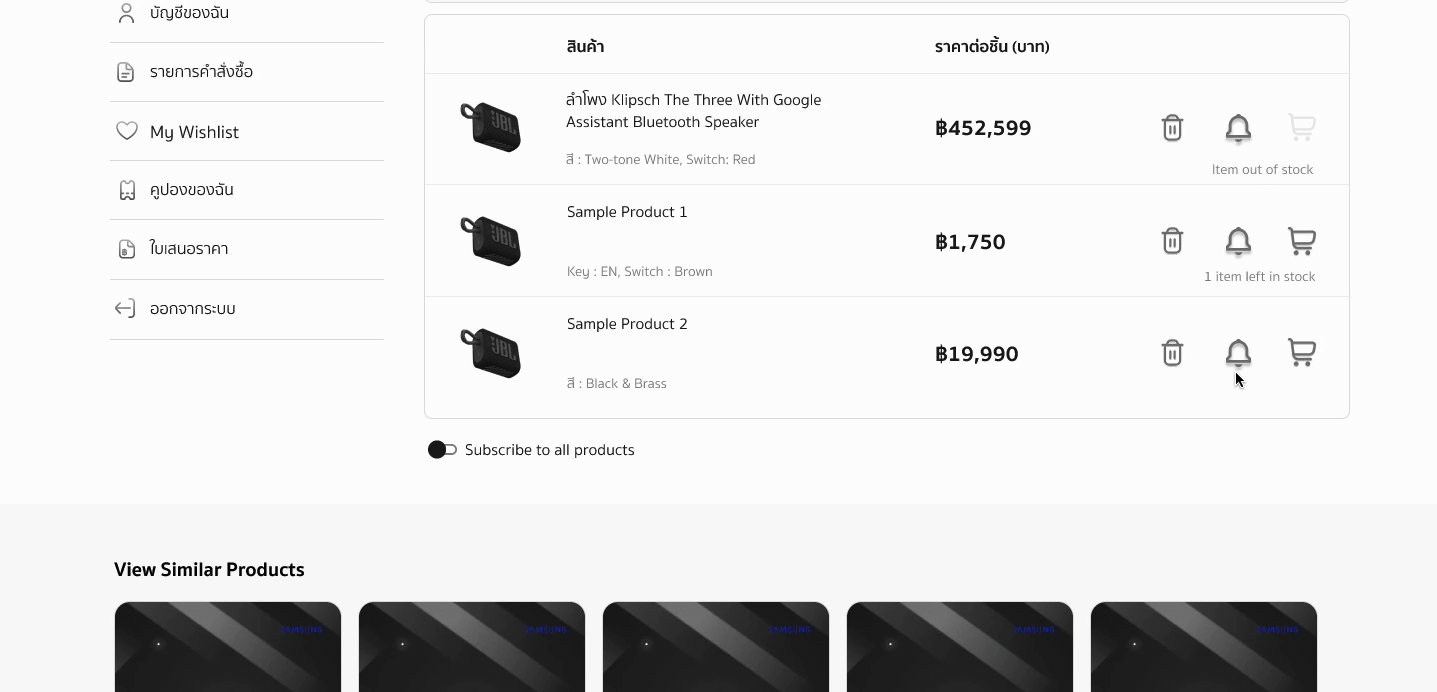 บัญชีของฉัน
รายการคำสั่งซื้อ
My Wishlist
คูปองของฉัน
ใบเสนอราคา
ออกจากระบบ
สินค้า
ราคาต่อชิ้น (บาท)
JBL
ลำโพง Klipsch The Three With Google
Assistant Bluetooth Speaker
สี : Two-tone White, Switch: Red
฿452,599
Item out of stock
JBL
Sample Product 1
Key : EN, Switch : Brown
฿1,750
1 item left in stock
JBL
Sample Product 2
สี : Black & Brass
฿19,990
Subscribe to all products
View Similar Products
SAMSUNG
SAMSUNG
SAMSUNG
SAMSUNG
SAMSUNG